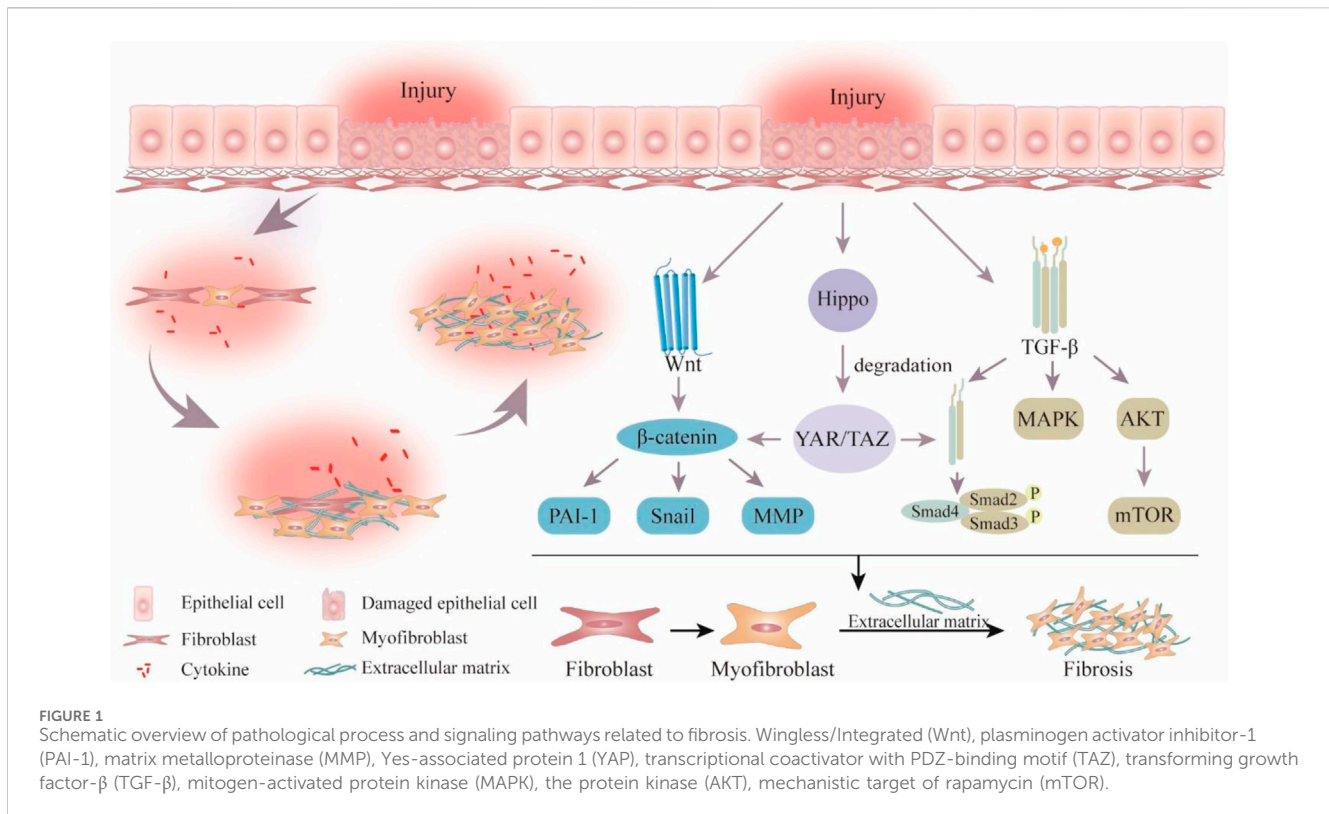 Injury
Injury
Wnt
Hippo
degradation
TGF-β
β-catenin
YAR/TAZ
MAPK
AKT
PAI-1
Snail
MMP
Smad4
Smad2
P
Smad3
P
mTOR
Epithelial cell
Damaged epithelial cell
Fibroblast
Myofibroblast
Cytokine
Extracellular matrix
Fibroblast
Myofibroblast
Extracellular matrix
Fibrosis
FIGURE 1
Schematic overview of pathological process and signaling pathways related to fibrosis. Wingless/Integrated (Wnt), plasminogen activator inhibitor-1
(PAI-1), matrix metalloproteinase (MMP), Yes-associated protein 1 (YAP), transcriptional coactivator with PDZ-binding motif (TAZ), transforming growth
factor-β (TGF-β), mitogen-activated protein kinase (MAPK), the protein kinase (AKT), mechanistic target of rapamycin (mTOR).